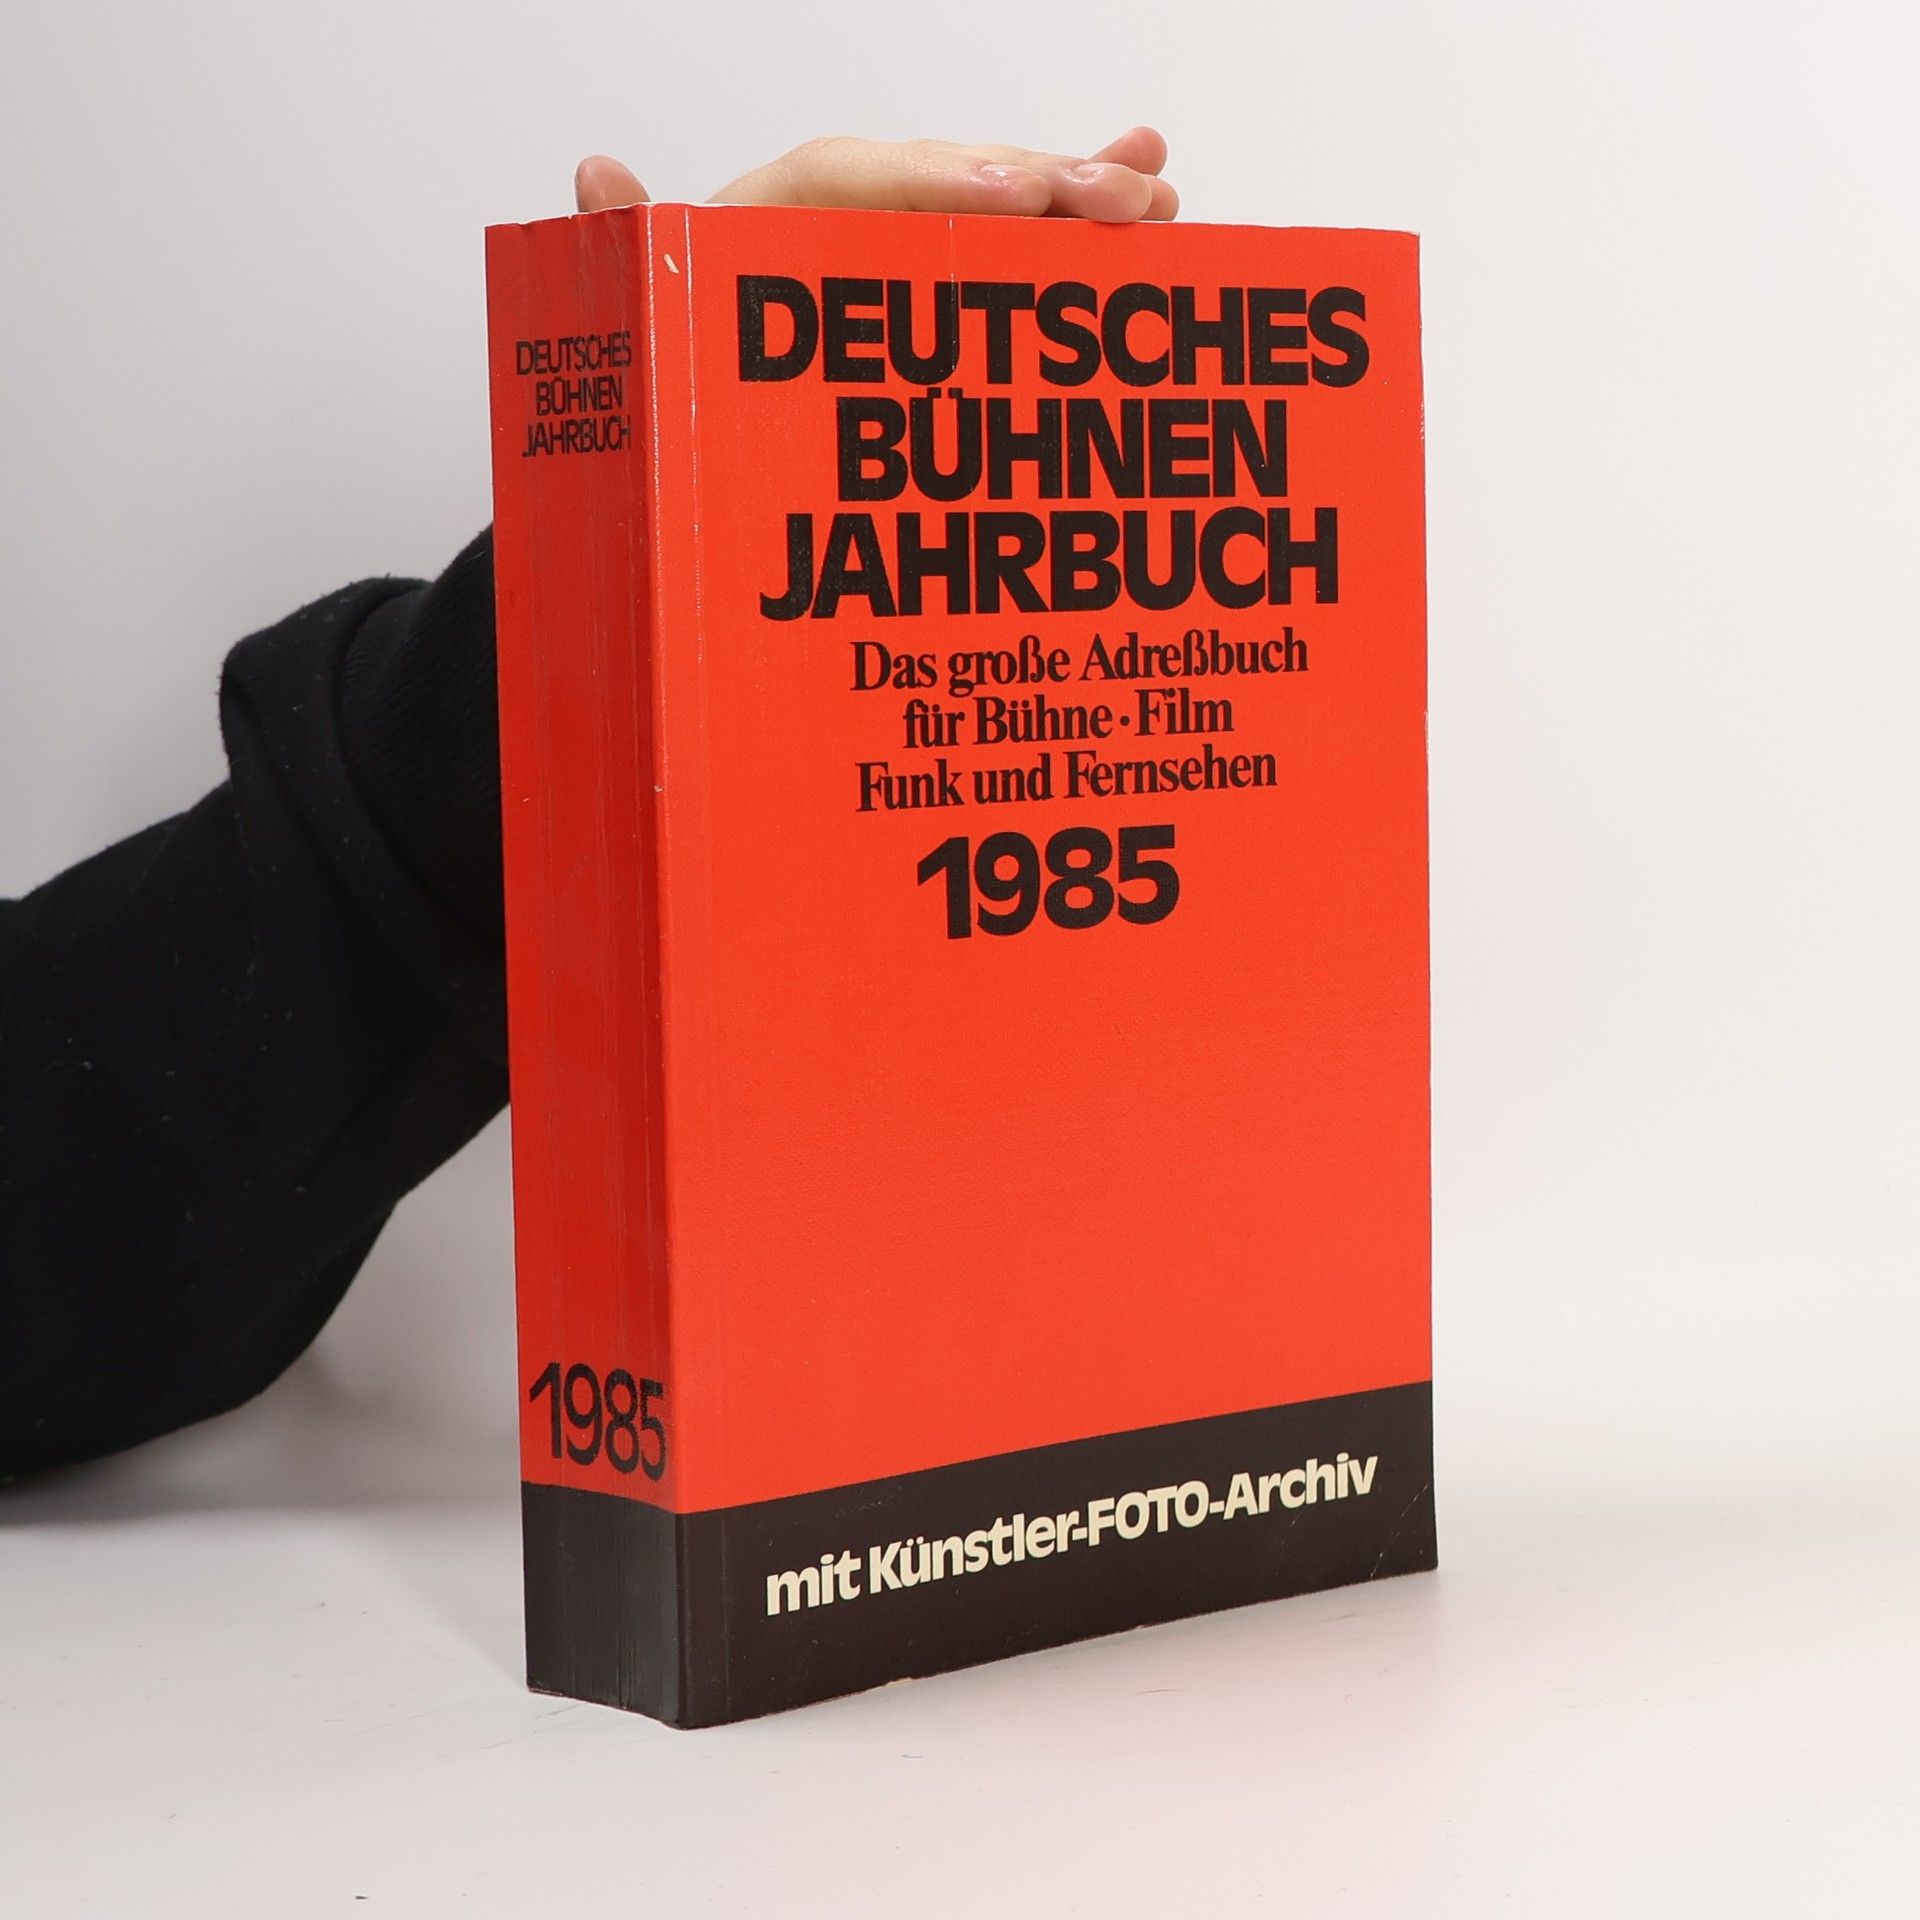 DEUTSCHES
BÜHNEN
JAHRBUCH
1985
DEUTSCHES
BÜHNEN
JAHRBUCH
Das große Adreßbuch
für Bühne • Film
Funk und Fernsehen
1985
mit Künstler-FOTO-Archiv